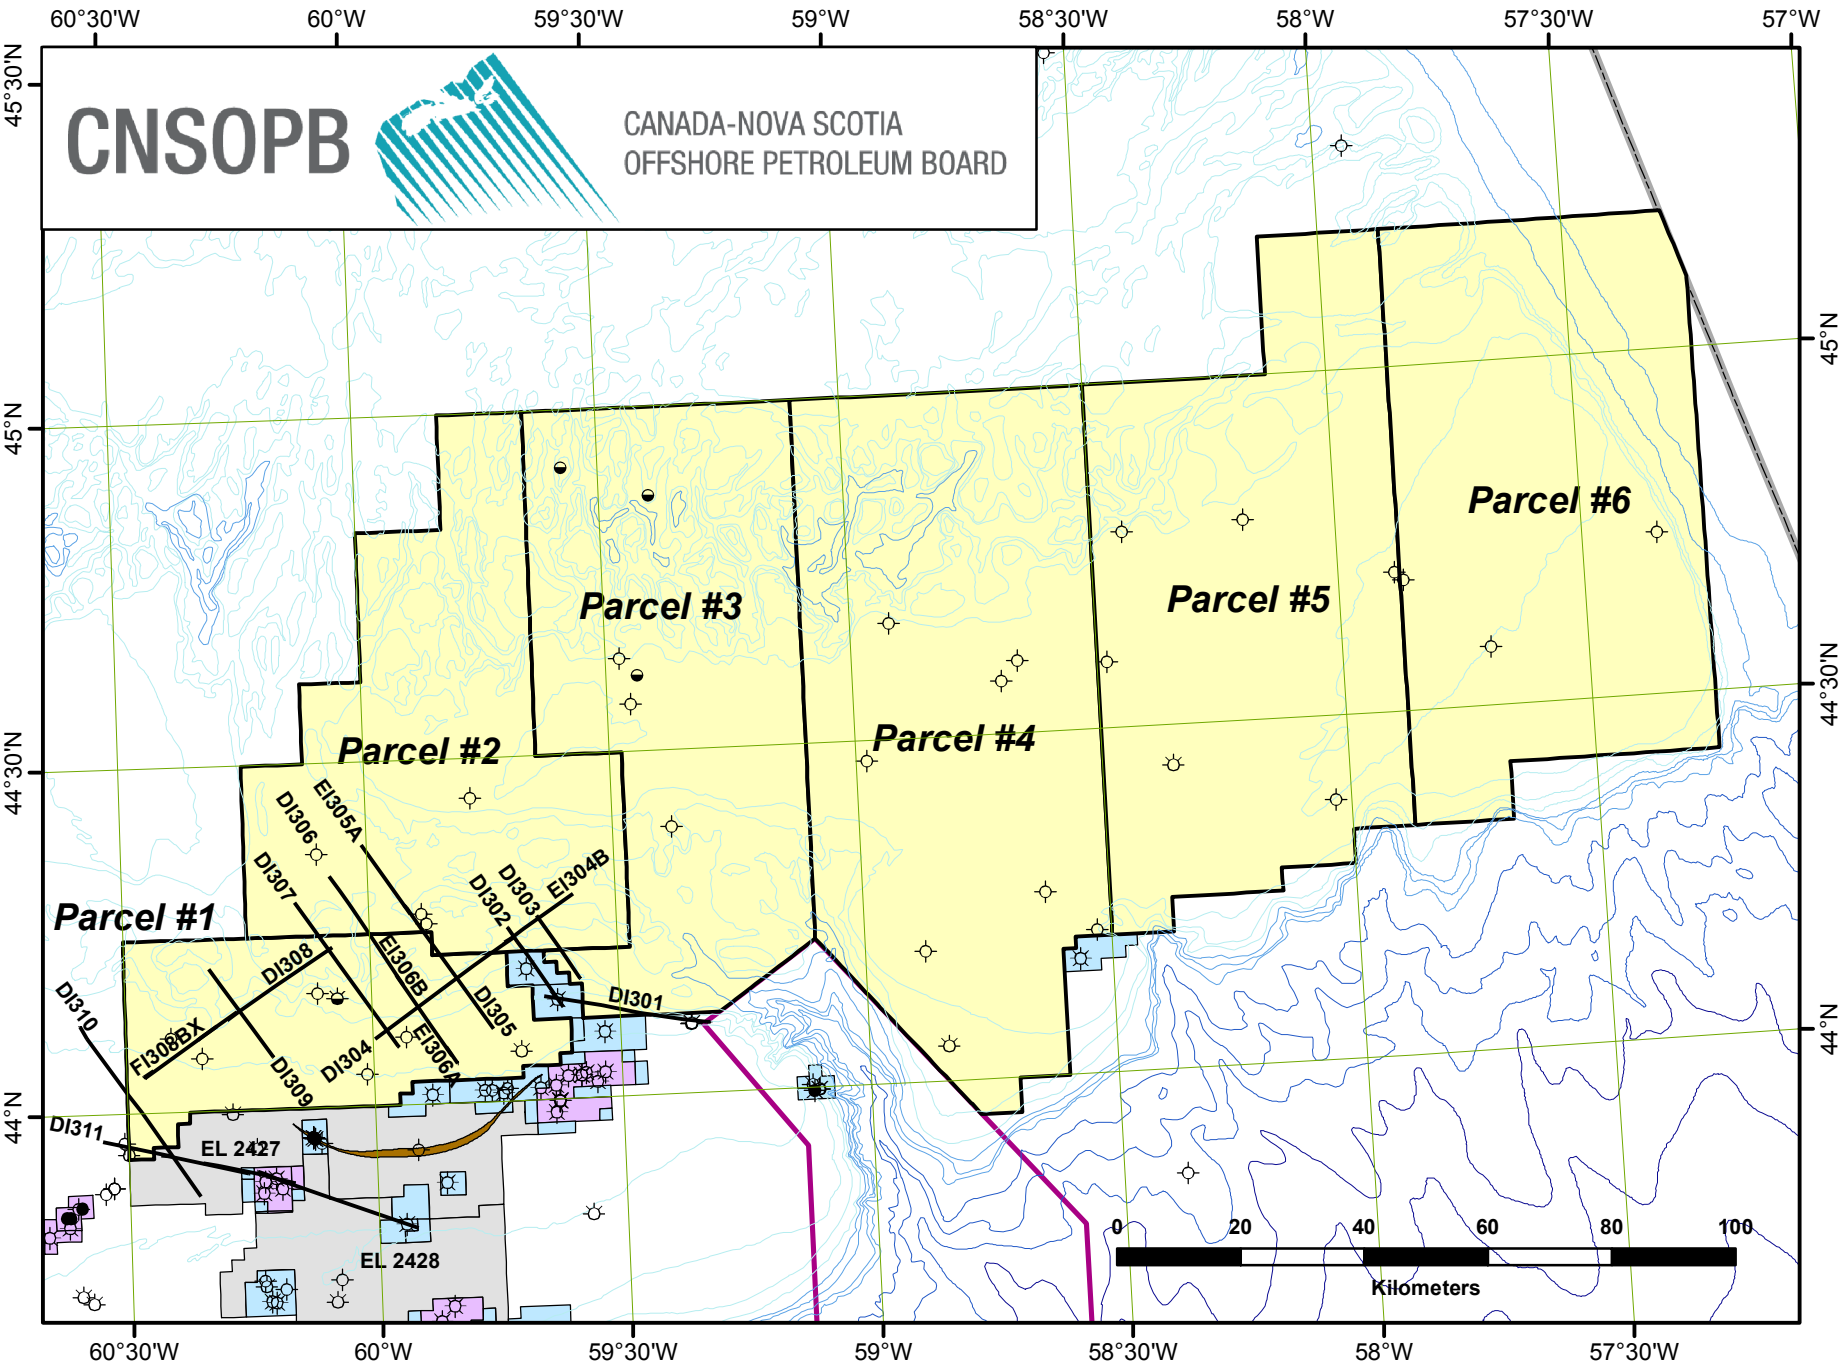 60°30'W 60°W 59°30'W 59°W 58°30'W 58°W 57°30'W 57°W
45°30'N
CNSOPB
CANADA-NOVA SCOTIA
OFFSHORE PETROLEUM BOARD
45°N
45°N
Parcel #6
Parcel #5
Parcel #3
44°30'N
Parcel #4
Parcel #2
44°30'N
EI305A
DI306
DI307
DI303
EI304B
DI302
Parcel #1
DI308
EI306B
DI310
DI305
DI301
FI308BX
DI304
EI306A
DI309
44°N
44°N
DI311
EL 2427
EL 2428
0 20 40 60 80 100
Kilometers
60°30'W 60°W 59°30'W 59°W 58°30'W 58°W 57°30'W